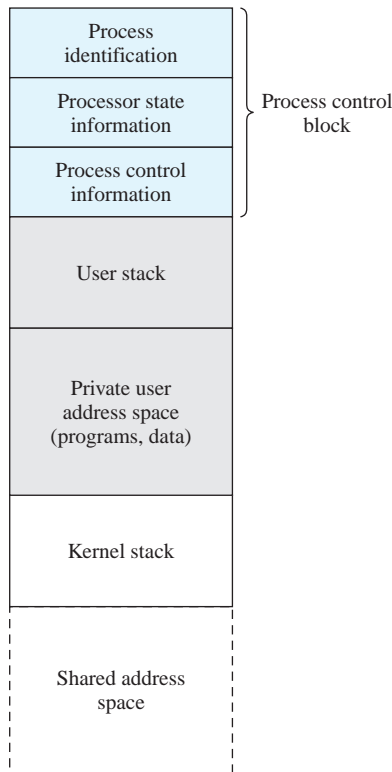 Process
identification
Processor state
information
Process control
information
Process control
block
User stack
Private user
address space
(programs, data)
Kernel stack
Shared address
space